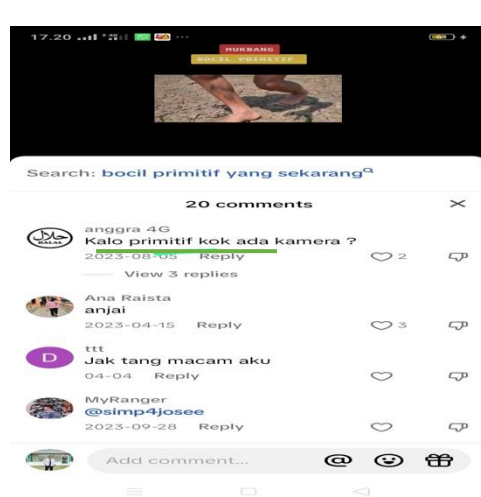 17.20
MUKBANG
BOCIL PRIMITIF
Search: bocil primitif yang sekarang
20 comments
anggra 4G
Kalo primitif kok ada kamera ?
2023-08-05 Reply 2
View 3 replies
Ana Raista
anjai
2023-04-15 Reply 3
ttt
D
Jak tang macam aku
04-04 Reply
MyRanger
@simp4josee
2023-09-28 Reply
Add comment...